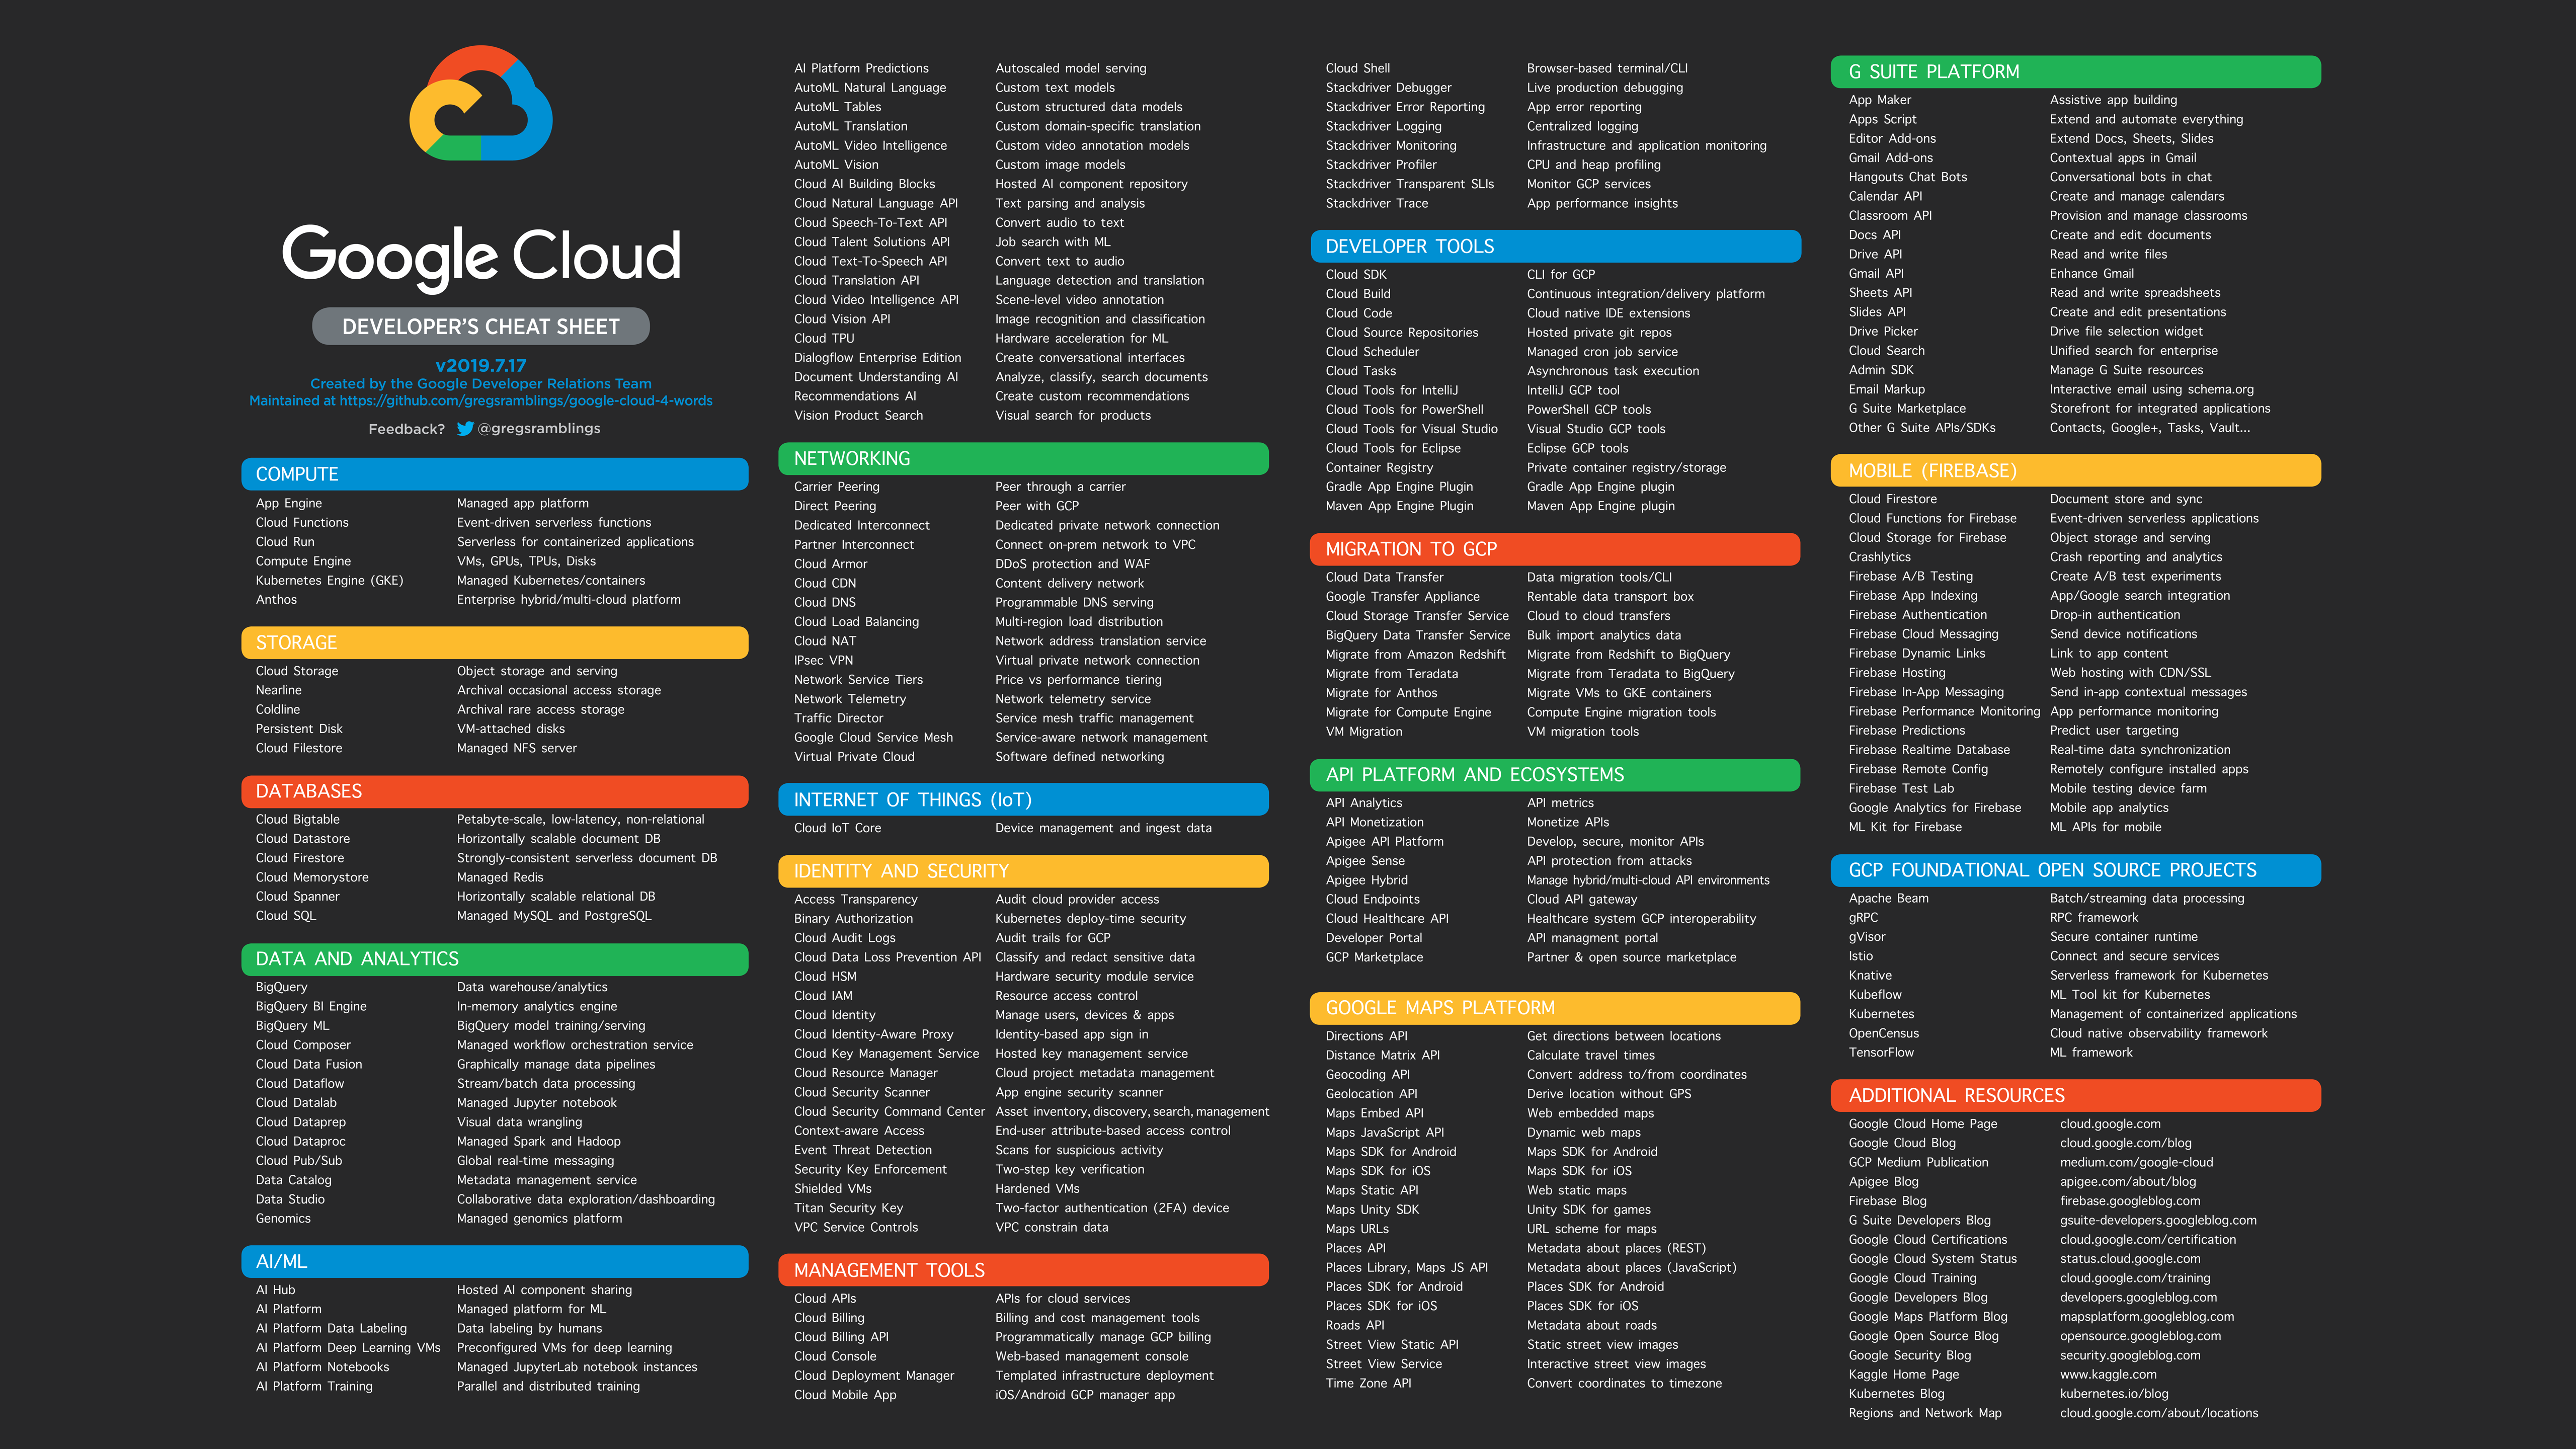 Google Cloud
DEVELOPER'S CHEAT SHEET
v2019.7.17
Created by the Google Developer Relations Team
Maintained at https://github.com/gregsramblings/google-cloud-4-words
Feedback? @gregsramblings
COMPUTE
App Engine Managed app platform
Cloud Functions Event-driven serverless functions
Cloud Run Serverless for containerized applications
Compute Engine VMs, GPUs, TPUs, Disks
Kubernetes Engine (GKE) Managed Kubernetes/containers
Anthos Enterprise hybrid/multi-cloud platform
STORAGE
Cloud Storage Object storage and serving
Nearline Archival occasional access storage
Coldline Archival rare access storage
Persistent Disk VM-attached disks
Cloud Filestore Managed NFS server
DATABASES
Cloud Bigtable Petabyte-scale, low-latency, non-relational
Cloud Datastore Horizontally scalable document DB
Cloud Firestore Strongly-consistent serverless document DB
Cloud Memorystore Managed Redis
Cloud Spanner Horizontally scalable relational DB
Cloud SQL Managed MySQL and PostgreSQL
DATA AND ANALYTICS
BigQuery Data warehouse/analytics
BigQuery BI Engine In-memory analytics engine
BigQuery ML BigQuery model training/serving
Cloud Composer Managed workflow orchestration service
Cloud Data Fusion Graphically manage data pipelines
Cloud Dataflow Stream/batch data processing
Cloud Datalab Managed Jupyter notebook
Cloud Dataprep Visual data wrangling
Cloud Dataproc Managed Spark and Hadoop
Cloud Pub/Sub Global real-time messaging
Data Catalog Metadata management service
Data Studio Collaborative data exploration/dashboarding
Genomics Managed genomics platform
AI/ML
AI Hub Hosted AI component sharing
AI Platform Managed platform for ML
AI Platform Data Labeling Data labeling by humans
AI Platform Deep Learning VMs Preconfigured VMs for deep learning
AI Platform Notebooks Managed JupyterLab notebook instances
AI Platform Training Parallel and distributed training
AI Platform Predictions Autoscaled model serving
AutoML Natural Language Custom text models
AutoML Tables Custom structured data models
AutoML Translation Custom domain-specific translation
AutoML Video Intelligence Custom video annotation models
AutoML Vision Custom image models
Cloud AI Building Blocks Hosted AI component repository
Cloud Natural Language API Text parsing and analysis
Cloud Speech-To-Text API Convert audio to text
Cloud Talent Solutions API Job search with ML
Cloud Text-To-Speech API Convert text to audio
Cloud Translation API Language detection and translation
Cloud Video Intelligence API Scene-level video annotation
Cloud Vision API Image recognition and classification
Cloud TPU Hardware acceleration for ML
Dialogflow Enterprise Edition Create conversational interfaces
Document Understanding AI Analyze, classify, search documents
Recommendations AI Create custom recommendations
Vision Product Search Visual search for products
NETWORKING
Carrier Peering Peer through a carrier
Direct Peering Peer with GCP
Dedicated Interconnect Dedicated private network connection
Partner Interconnect Connect on-prem network to VPC
Cloud Armor DDoS protection and WAF
Cloud CDN Content delivery network
Cloud DNS Programmable DNS serving
Cloud Load Balancing Multi-region load distribution
Cloud NAT Network address translation service
IPsec VPN Virtual private network connection
Network Service Tiers Price vs performance tiering
Network Telemetry Network telemetry service
Traffic Director Service mesh traffic management
Google Cloud Service Mesh Service-aware network management
Virtual Private Cloud Software defined networking
INTERNET OF THINGS (IoT)
Cloud IoT Core Device management and ingest data
IDENTITY AND SECURITY
Access Transparency Audit cloud provider access
Binary Authorization Kubernetes deploy-time security
Cloud Audit Logs Audit trails for GCP
Cloud Data Loss Prevention API Classify and redact sensitive data
Cloud HSM Hardware security module service
Cloud IAM Resource access control
Cloud Identity Manage users, devices & apps
Cloud Identity-Aware Proxy Identity-based app sign in
Cloud Key Management Service Hosted key management service
Cloud Resource Manager Cloud project metadata management
Cloud Security Scanner App engine security scanner
Cloud Security Command Center Asset inventory, discovery, search, management
Context-aware Access End-user attribute-based access control
Event Threat Detection Scans for suspicious activity
Security Key Enforcement Two-step key verification
Shielded VMs Hardened VMs
Titan Security Key Two-factor authentication (2FA) device
VPC Service Controls VPC constrain data
MANAGEMENT TOOLS
Cloud APIs APIs for cloud services
Cloud Billing Billing and cost management tools
Cloud Billing API Programmatically manage GCP billing
Cloud Console Web-based management console
Cloud Deployment Manager Templated infrastructure deployment
Cloud Mobile App iOS/Android GCP manager app
Cloud Shell Browser-based terminal/CLI
Stackdriver Debugger Live production debugging
Stackdriver Error Reporting App error reporting
Stackdriver Logging Centralized logging
Stackdriver Monitoring Infrastructure and application monitoring
Stackdriver Profiler CPU and heap profiling
Stackdriver Transparent SLIs Monitor GCP services
Stackdriver Trace App performance insights
DEVELOPER TOOLS
Cloud SDK CLI for GCP
Cloud Build Continuous integration/delivery platform
Cloud Code Cloud native IDE extensions
Cloud Source Repositories Hosted private git repos
Cloud Scheduler Managed cron job service
Cloud Tasks Asynchronous task execution
Cloud Tools for IntelliJ IntelliJ GCP tool
Cloud Tools for PowerShell PowerShell GCP tools
Cloud Tools for Visual Studio Visual Studio GCP tools
Cloud Tools for Eclipse Eclipse GCP tools
Container Registry Private container registry/storage
Gradle App Engine Plugin Gradle App Engine plugin
Maven App Engine Plugin Maven App Engine plugin
MIGRATION TO GCP
Cloud Data Transfer Data migration tools/CLI
Google Transfer Appliance Rentable data transport box
Cloud Storage Transfer Service Cloud to cloud transfers
BigQuery Data Transfer Service Bulk import analytics data
Migrate from Amazon Redshift Migrate from Redshift to BigQuery
Migrate from Teradata Migrate from Teradata to BigQuery
Migrate for Anthos Migrate VMs to GKE containers
Migrate for Compute Engine Compute Engine migration tools
VM Migration VM migration tools
API PLATFORM AND ECOSYSTEMS
API Analytics API metrics
API Monetization Monetize APIs
Apigee API Platform Develop, secure, monitor APIs
Apigee Sense API protection from attacks
Apigee Hybrid Manage hybrid/multi-cloud API environments
Cloud Endpoints Cloud API gateway
Cloud Healthcare API Healthcare system GCP interoperability
Developer Portal API managment portal
GCP Marketplace Partner & open source marketplace
GOOGLE MAPS PLATFORM
Directions API Get directions between locations
Distance Matrix API Calculate travel times
Geocoding API Convert address to/from coordinates
Geolocation API Derive location without GPS
Maps Embed API Web embedded maps
Maps JavaScript API Dynamic web maps
Maps SDK for Android Maps SDK for Android
Maps SDK for iOS Maps SDK for iOS
Maps Static API Web static maps
Maps Unity SDK Unity SDK for games
Maps URLs URL scheme for maps
Places API Metadata about places (REST)
Places Library, Maps JS API Metadata about places (JavaScript)
Places SDK for Android Places SDK for Android
Places SDK for iOS Places SDK for iOS
Roads API Metadata about roads
Street View Static API Static street view images
Street View Service Interactive street view images
Time Zone API Convert coordinates to timezone
G SUITE PLATFORM
App Maker Assistive app building
Apps Script Extend and automate everything
Editor Add-ons Extend Docs, Sheets, Slides
Gmail Add-ons Contextual apps in Gmail
Hangouts Chat Bots Conversational bots in chat
Calendar API Create and manage calendars
Classroom API Provision and manage classrooms
Docs API Create and edit documents
Drive API Read and write files
Gmail API Enhance Gmail
Sheets API Read and write spreadsheets
Slides API Create and edit presentations
Drive Picker Drive file selection widget
Cloud Search Unified search for enterprise
Admin SDK Manage G Suite resources
Email Markup Interactive email using schema.org
G Suite Marketplace Storefront for integrated applications
Other G Suite APIs/SDKs Contacts, Google+, Tasks, Vault...
MOBILE (FIREBASE)
Cloud Firestore Document store and sync
Cloud Functions for Firebase Event-driven serverless applications
Cloud Storage for Firebase Object storage and serving
Crashlytics Crash reporting and analytics
Firebase A/B Testing Create A/B test experiments
Firebase App Indexing App/Google search integration
Firebase Authentication Drop-in authentication
Firebase Cloud Messaging Send device notifications
Firebase Dynamic Links Link to app content
Firebase Hosting Web hosting with CDN/SSL
Firebase In-App Messaging Send in-app contextual messages
Firebase Performance Monitoring App performance monitoring
Firebase Predictions Predict user targeting
Firebase Realtime Database Real-time data synchronization
Firebase Remote Config Remotely configure installed apps
Firebase Test Lab Mobile testing device farm
Google Analytics for Firebase Mobile app analytics
ML Kit for Firebase ML APIs for mobile
GCP FOUNDATIONAL OPEN SOURCE PROJECTS
Apache Beam Batch/streaming data processing
gRPC RPC framework
gVisor Secure container runtime
Istio Connect and secure services
Knative Serverless framework for Kubernetes
Kubeflow ML Tool kit for Kubernetes
Kubernetes Management of containerized applications
OpenCensus Cloud native observability framework
TensorFlow ML framework
ADDITIONAL RESOURCES
Google Cloud Home Page cloud.google.com
Google Cloud Blog cloud.google.com/blog
GCP Medium Publication medium.com/google-cloud
Apigee Blog apigee.com/about/blog
Firebase Blog firebase.googleblog.com
G Suite Developers Blog gsuite-developers.googleblog.com
Google Cloud Certifications cloud.google.com/certification
Google Cloud System Status status.cloud.google.com
Google Cloud Training cloud.google.com/training
Google Developers Blog developers.googleblog.com
Google Maps Platform Blog mapsplatform.googleblog.com
Google Open Source Blog opensource.googleblog.com
Google Security Blog security.googleblog.com
Kaggle Home Page www.kaggle.com
Kubernetes Blog kubernetes.io/blog
Regions and Network Map cloud.google.com/about/locations